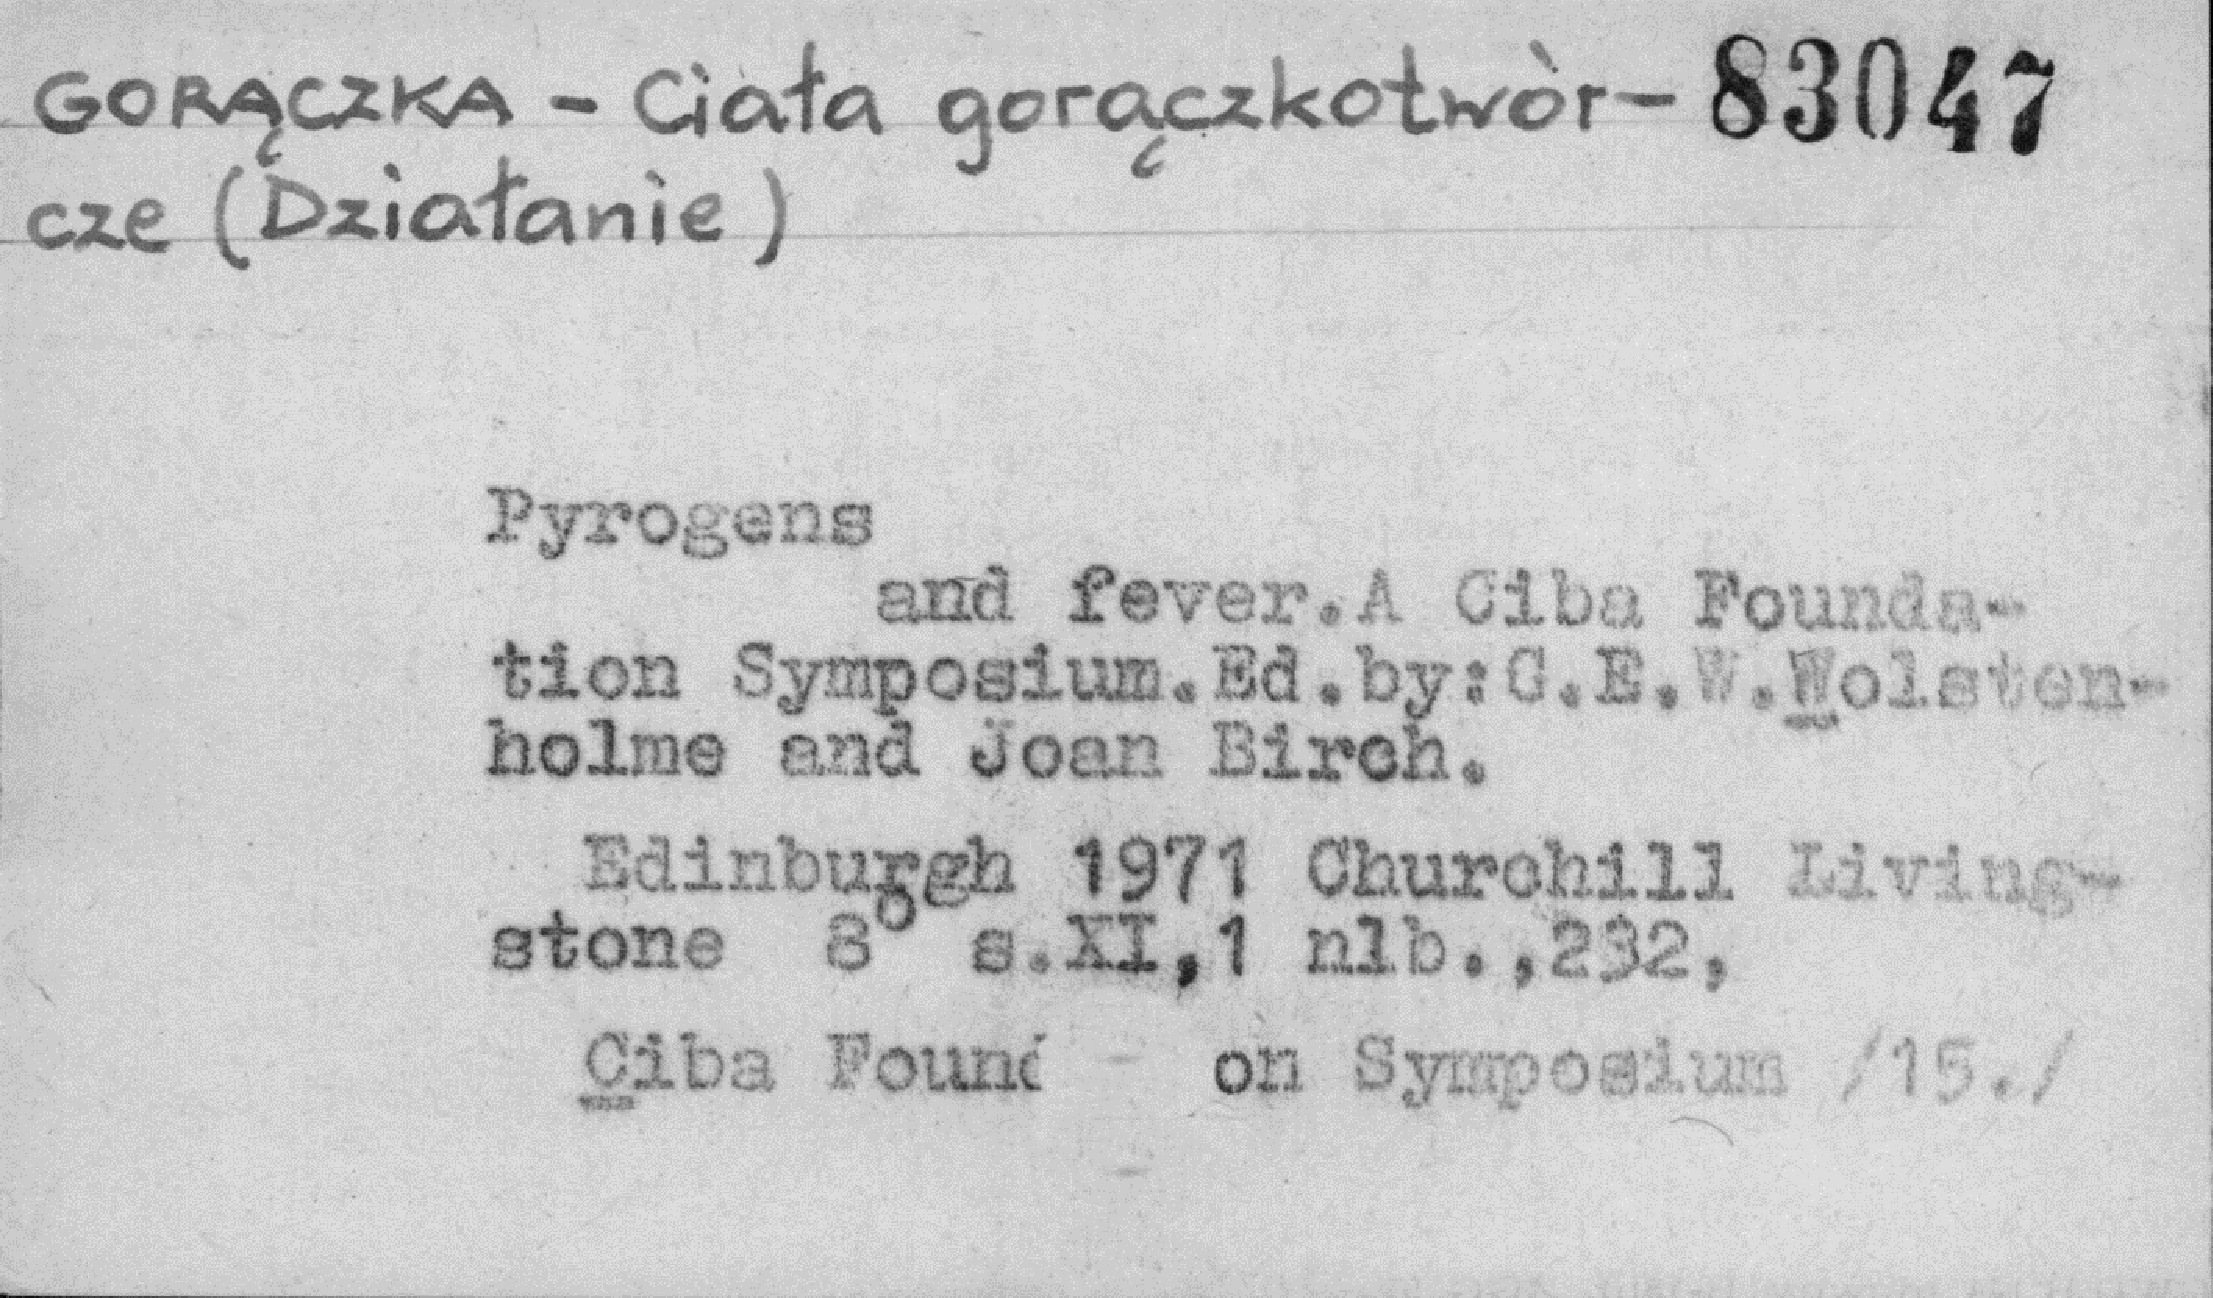 GORĄCZKA - Ciała gorączkotwór- 83047
cze (Działanie)
Pyrogens
and fever.A Ciba Founda-
tion Symposium.Ed.by:G.E.W.Wolsten-
holme and Joan Birch.
Edinburgh 1971 Churchill Living-
stone 8° s.XI,1 nlb.,232,
Ciba Found on Symposium /15./